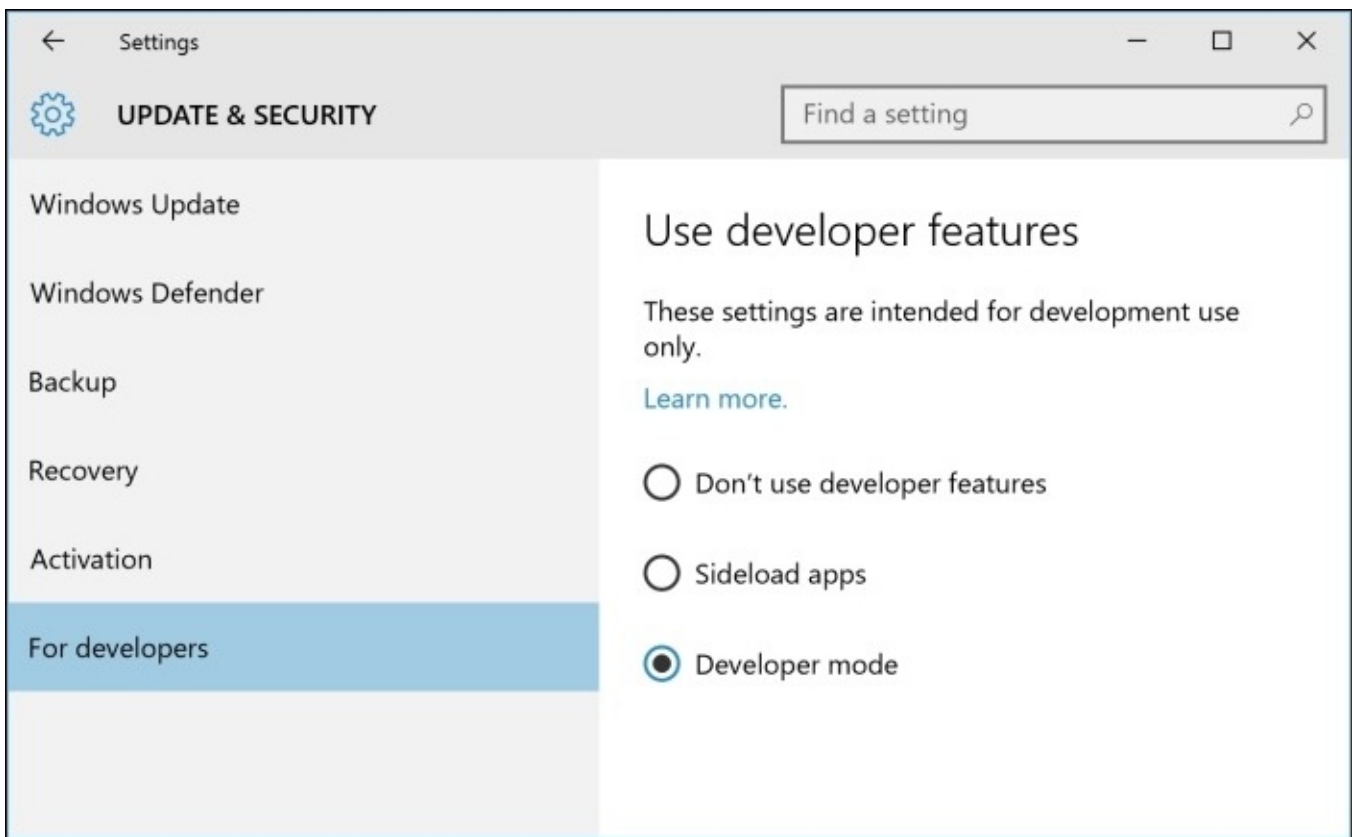 Settings
UPDATE & SECURITY
Find a setting
Windows Update
Windows Defender
Backup
Recovery
Activation
For developers
Use developer features
These settings are intended for development use
only.
Learn more.
Don't use developer features
Sideload apps
Developer mode